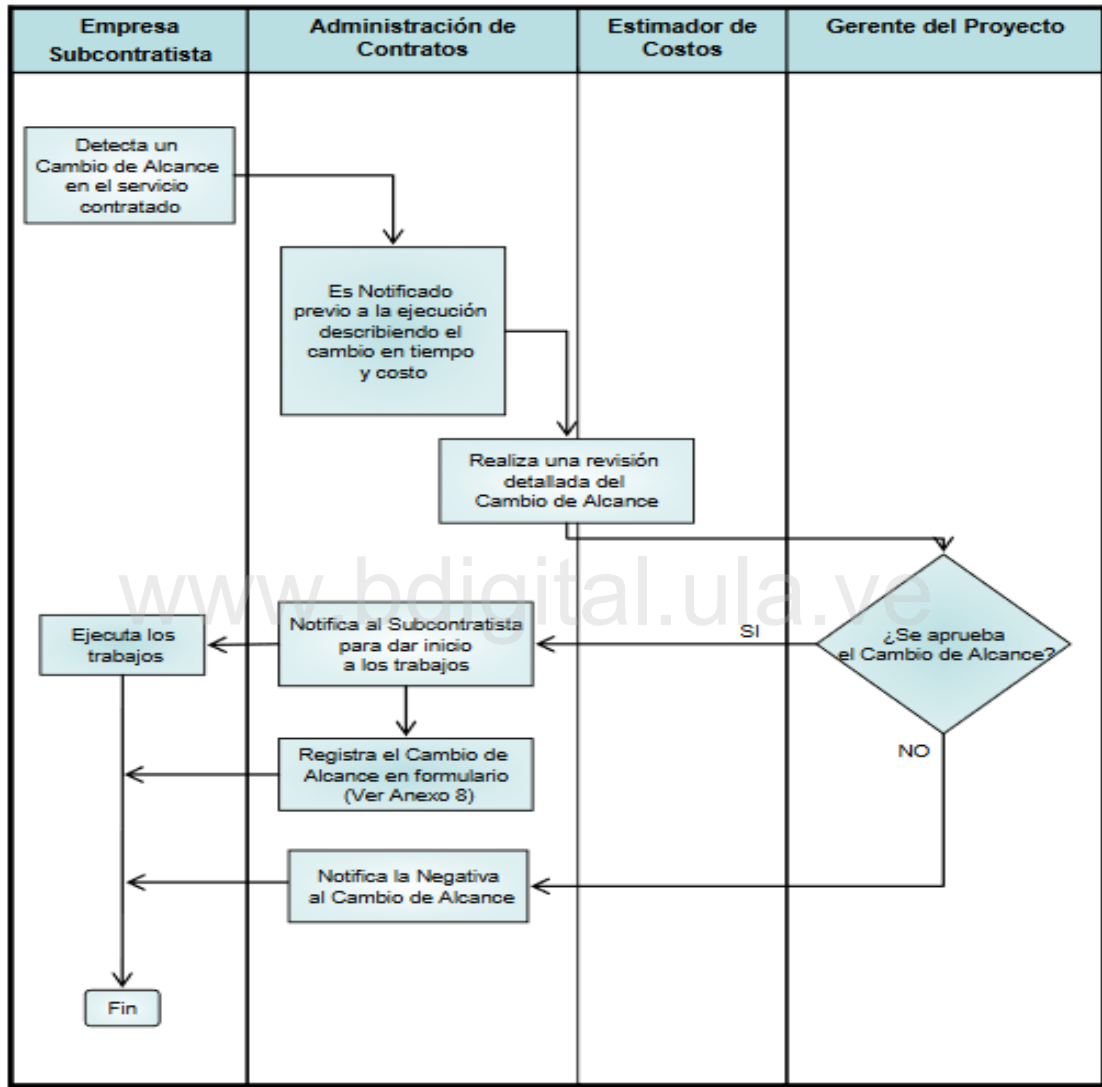 Empresa
Subcontratista
Administración de
Contratos
Estimador de
Costos
Gerente del Proyecto
Detecta un
Cambio de Alcance
en el servicio
contratado
Es Notificado
previo a la ejecución
describiendo el
cambio en tiempo
y costo
Realiza una revisión
detallada del
Cambio de Alcance
www.bdigital.ula.ve
¿Se aprueba
el Cambio de Alcance?
SI
Notifica al Subcontratista
para dar inicio
a los trabajos
Ejecuta los
trabajos
Registra el Cambio de
Alcance en formulario
(Ver Anexo 8)
NO
Notifica la Negativa
al Cambio de Alcance
Fin